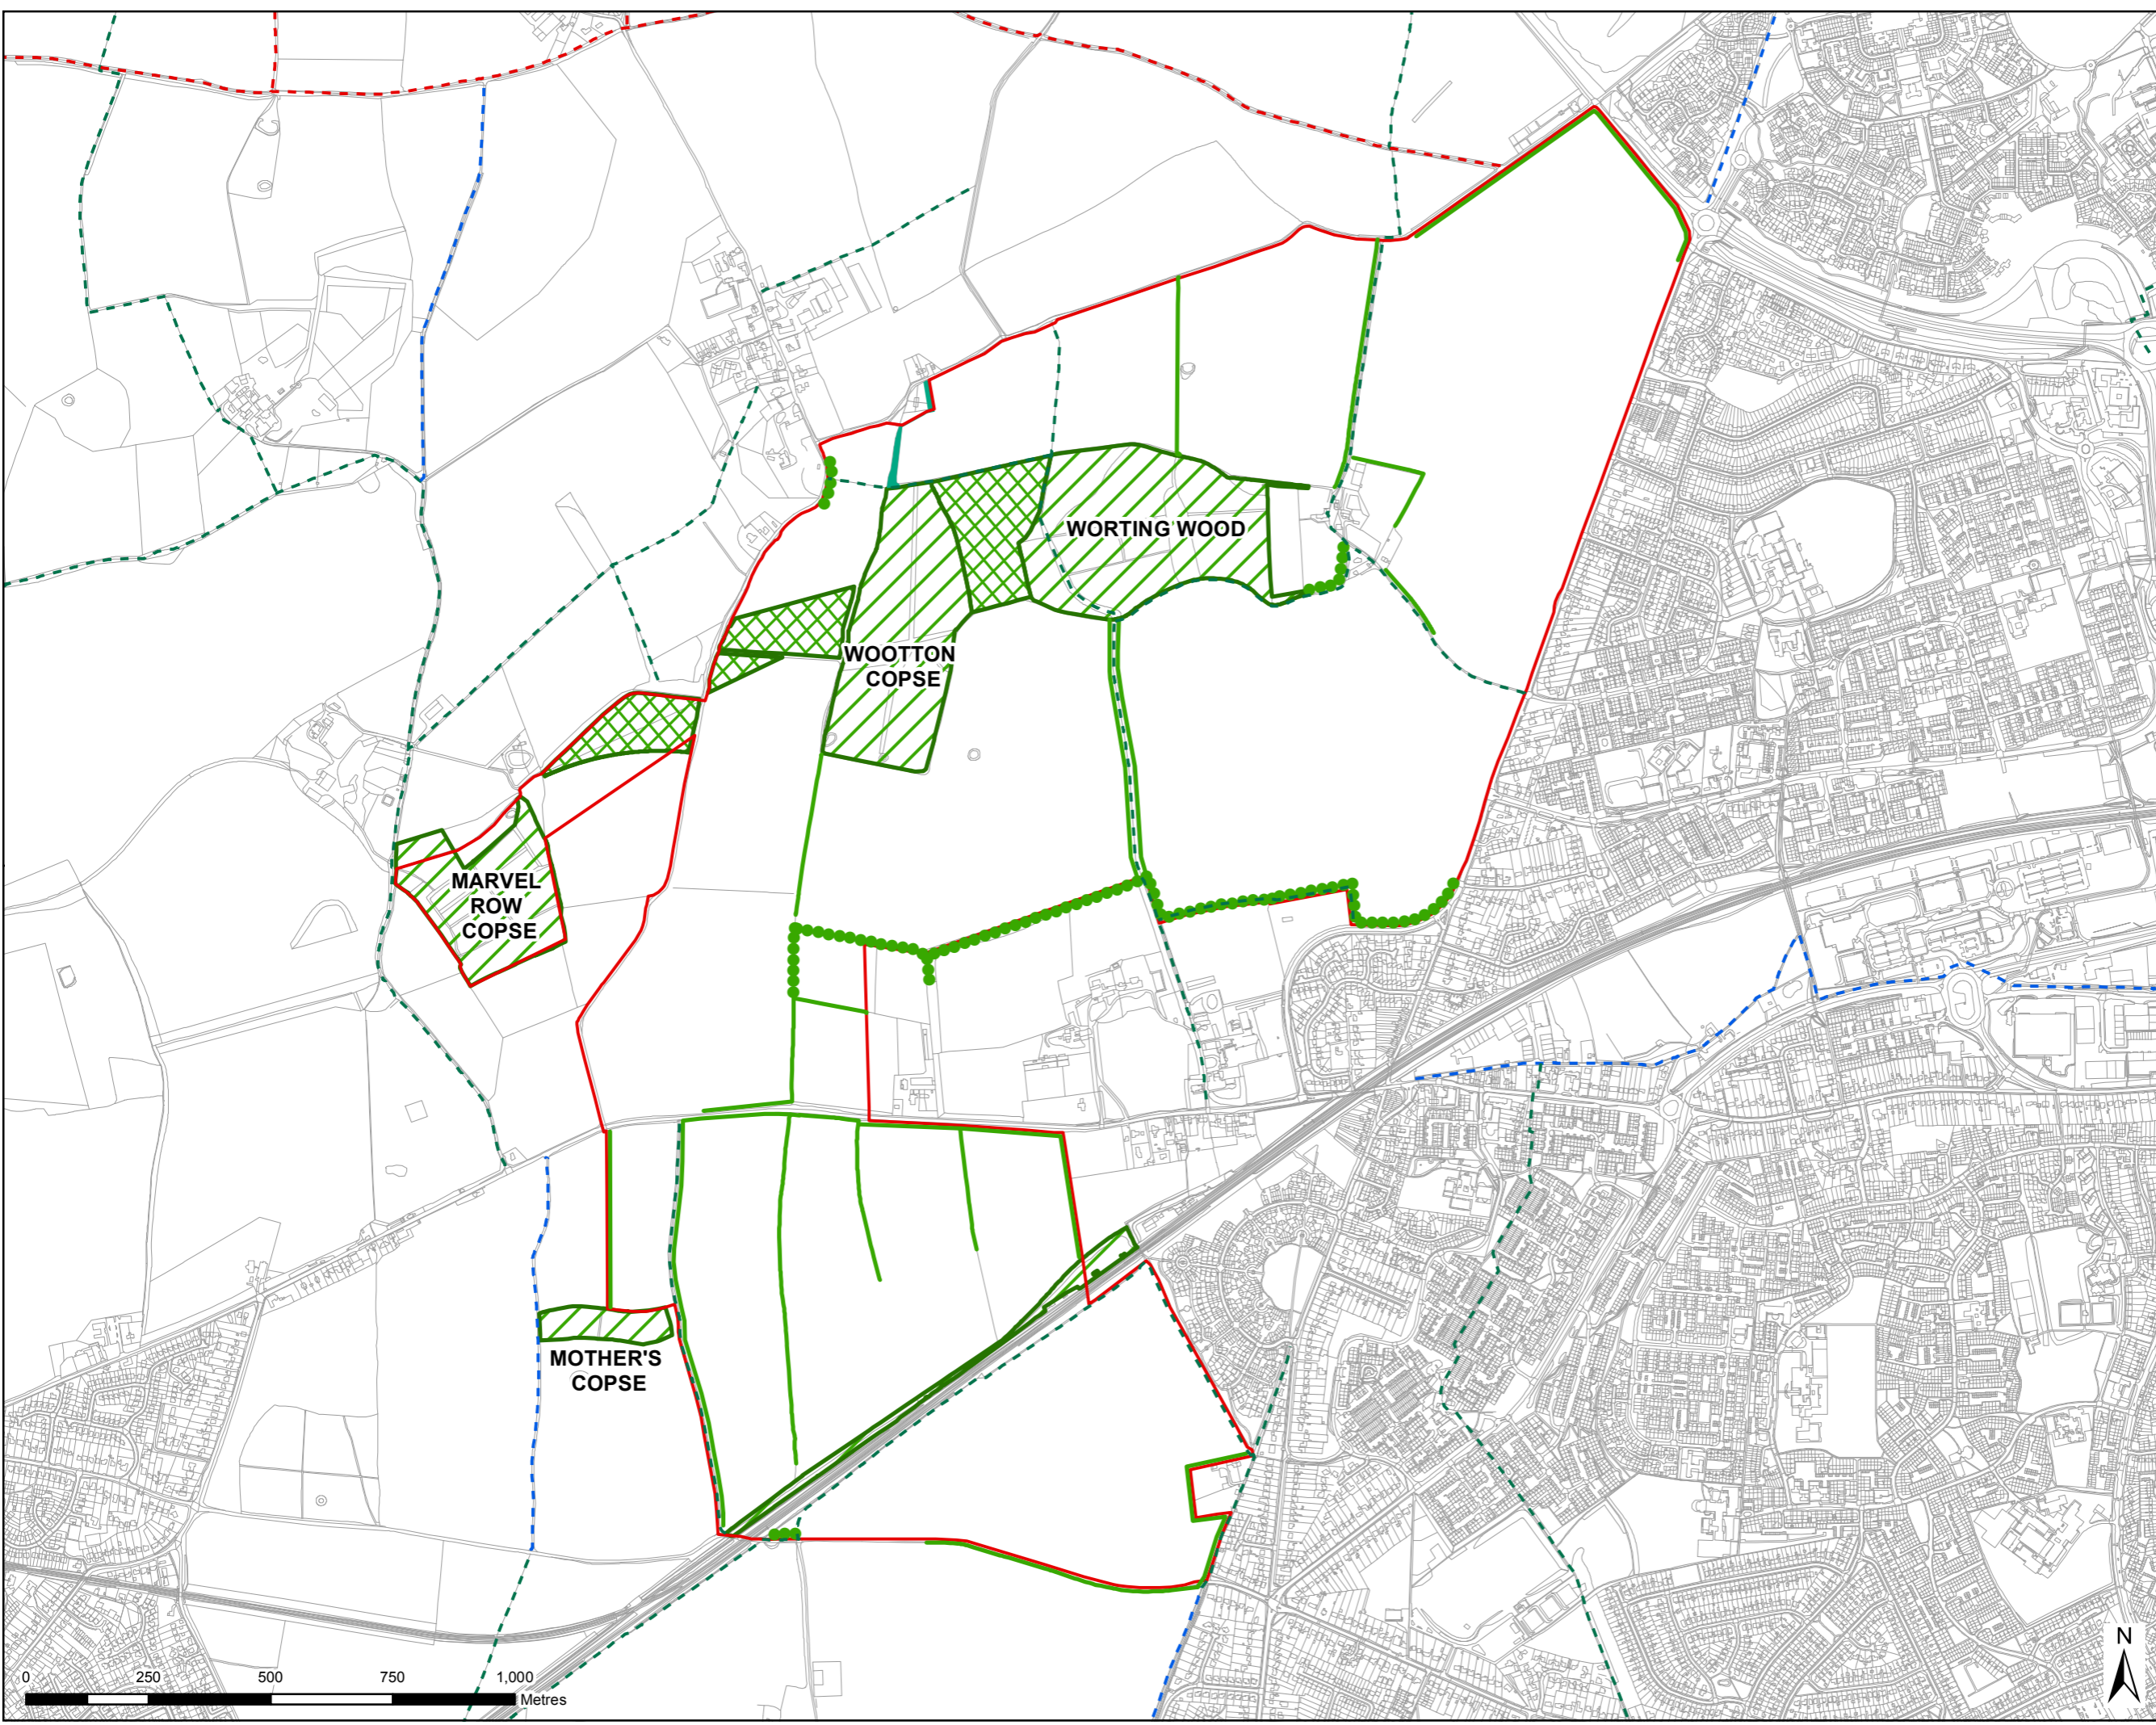 WORTING WOOD
WOOTTON
COPSE
MARVEL
ROW
COPSE
MOTHER'S
COPSE
N
0 250 500 750 1,000
Metres